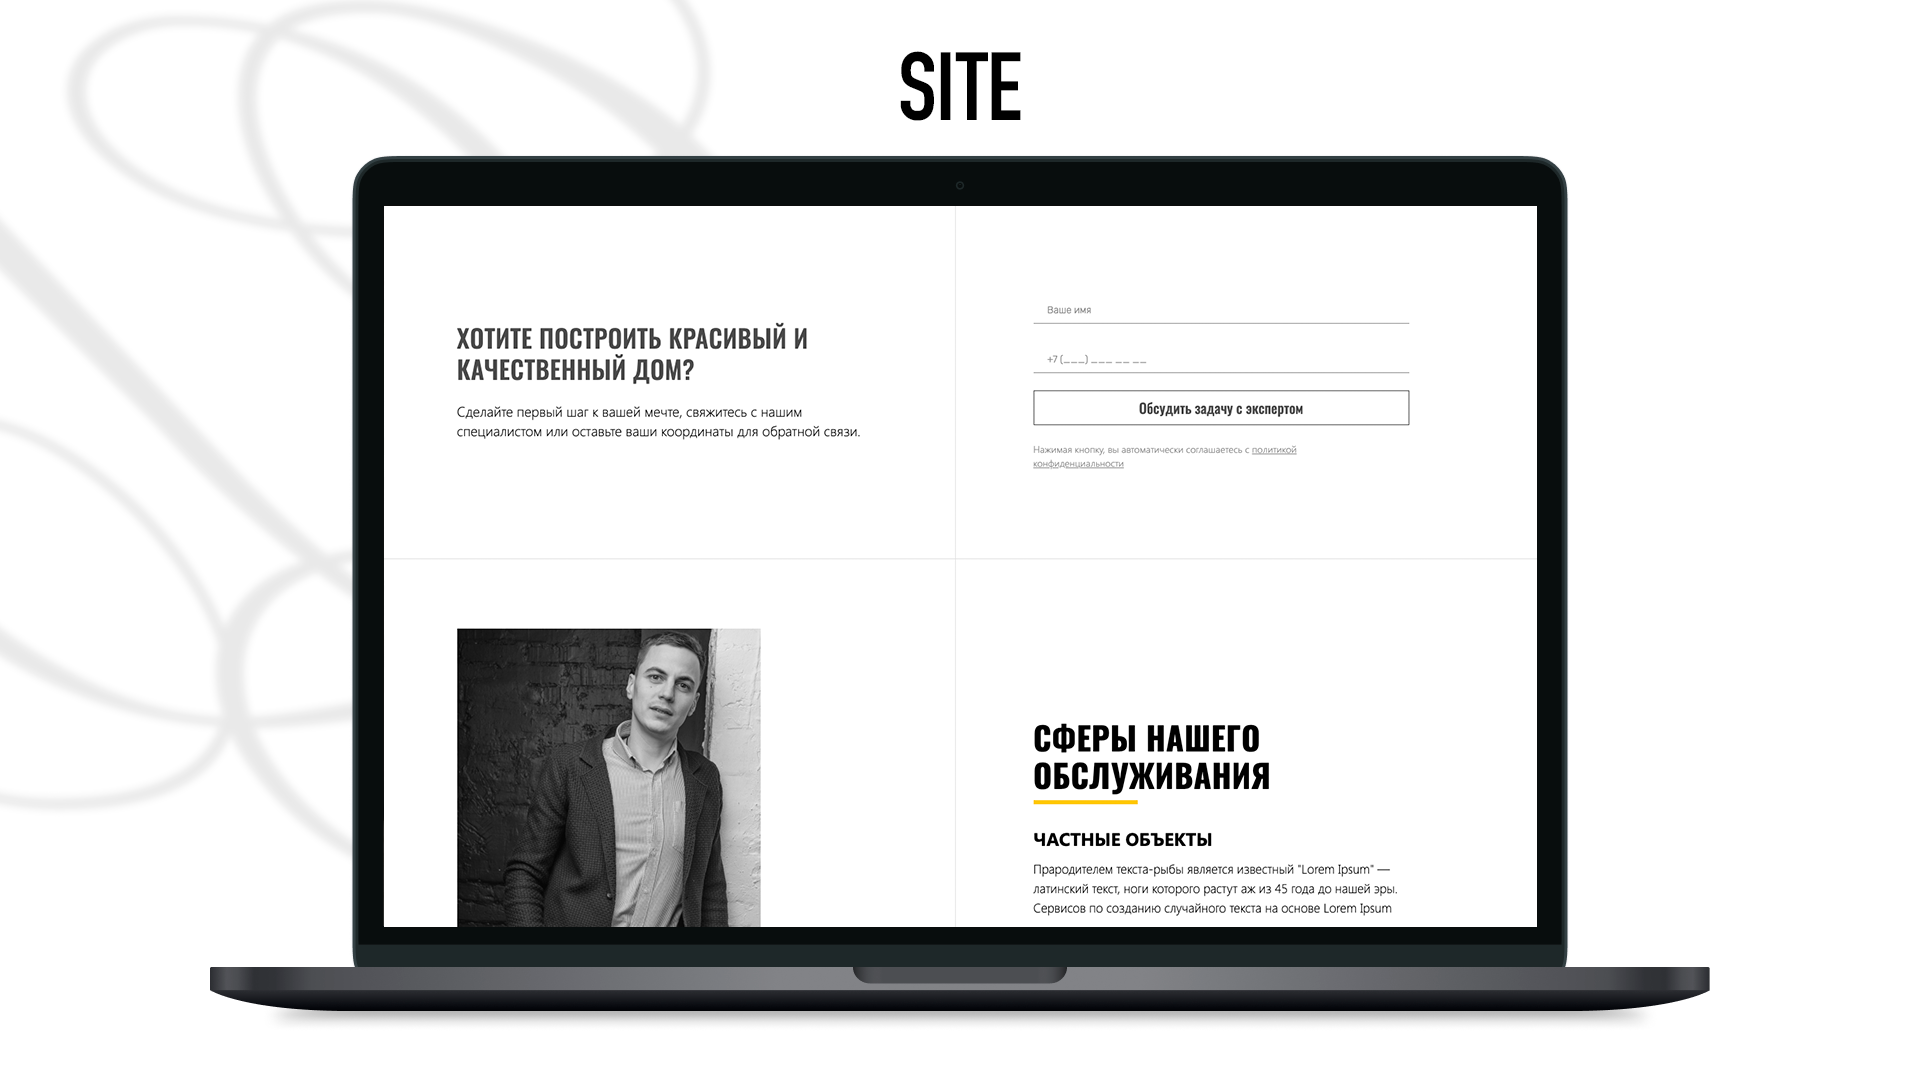 SITE
ХОТИТЕ ПОСТРОИТЬ КРАСИВЫЙ И
КАЧЕСТВЕННЫЙ ДОМ?
Сделайте первый шаг к вашей мечте, свяжитесь с нашим
специалистом или оставьте ваши координаты для обратной связи.
Ваше имя
+7 (___) ___ __ __
Обсудить задачу с экспертом
Нажимая кнопку, вы автоматически соглашаетесь с политикой
конфиденциальности
СФЕРЫ НАШЕГО
ОБСЛУЖИВАНИЯ
ЧАСТНЫЕ ОБЪЕКТЫ
Прародителем текста-рыбы является известный "Lorem Ipsum" —
латинский текст, ноги которого растут аж из 45 года до нашей эры.
Сервисов по созданию случайного текста на основе Lorem Ipsum